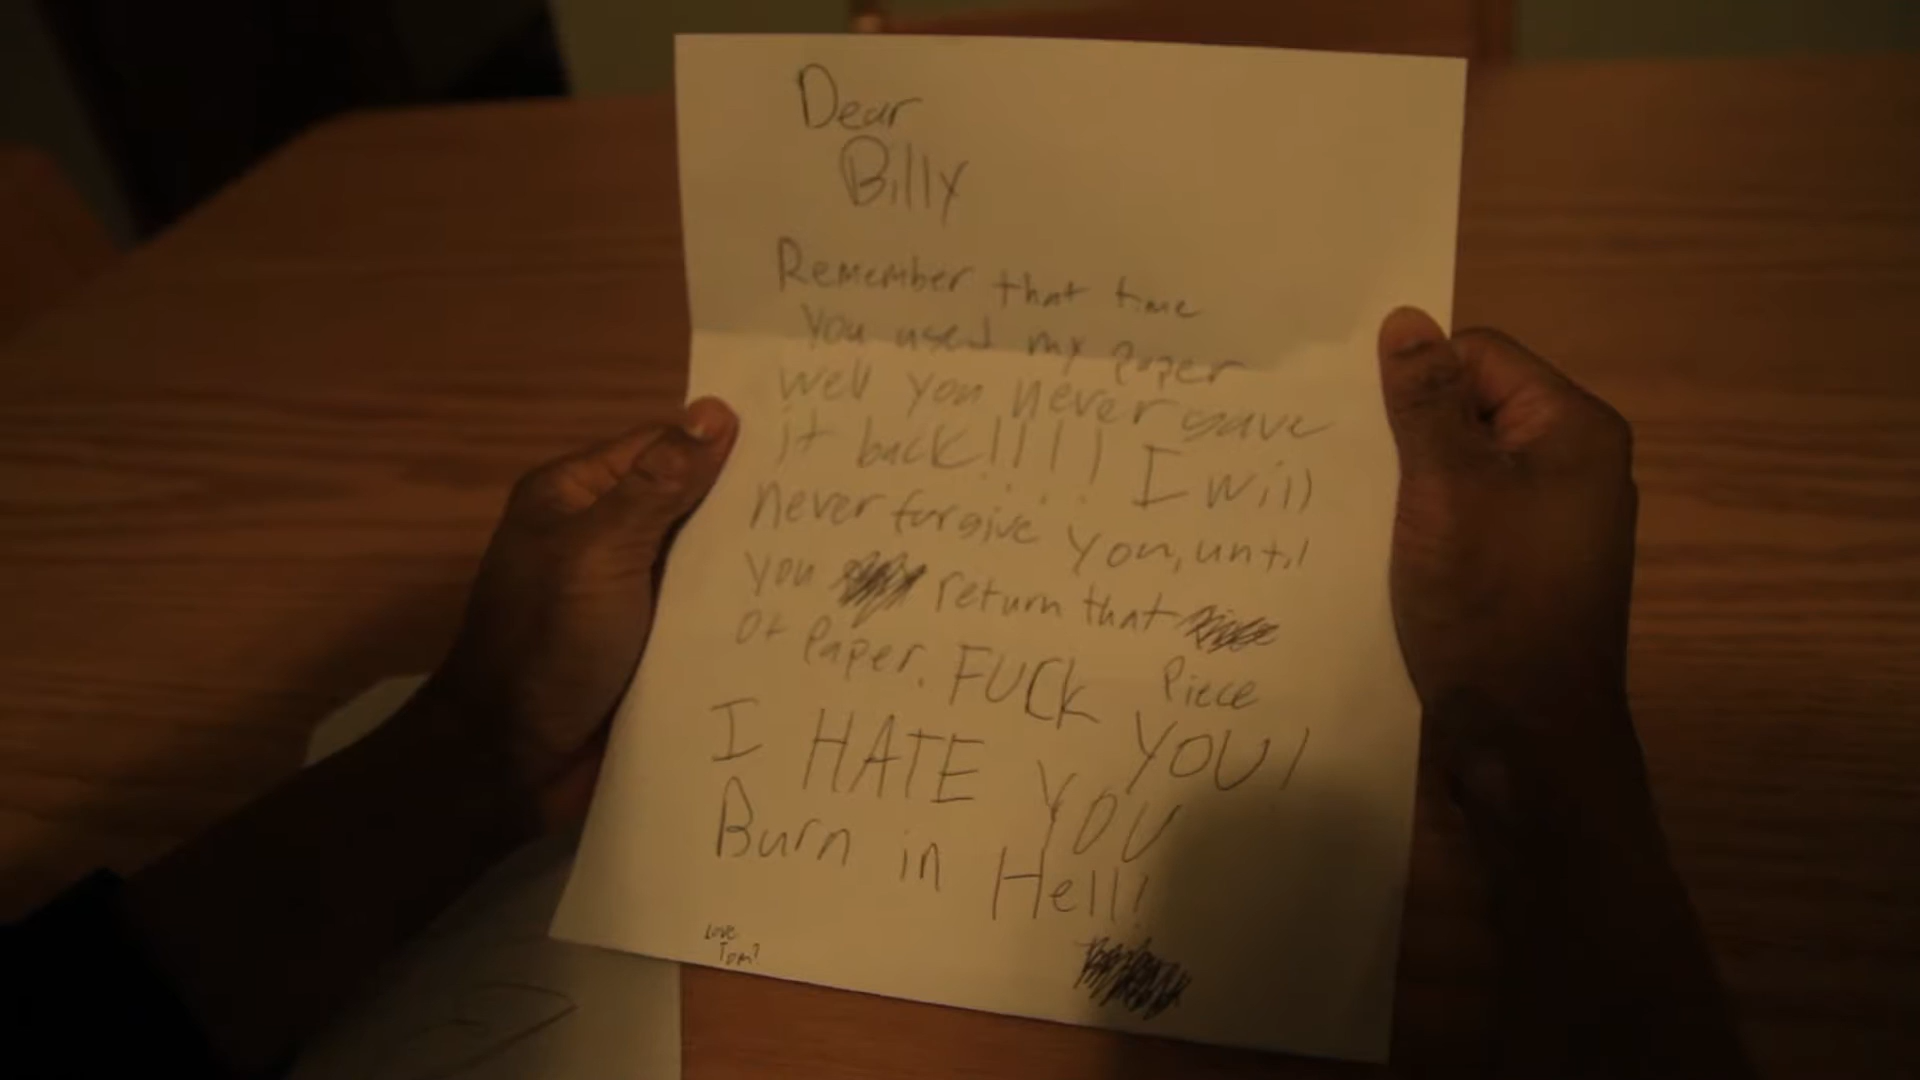 Dear
Billy
Remember that time
you used my paper
well you never gave
it back!!!! I will
never forgive you, until
you return that
Piece
of Paper. FUCK YOU!
I HATE YOU
Burn in Hell!
Love
Tom?